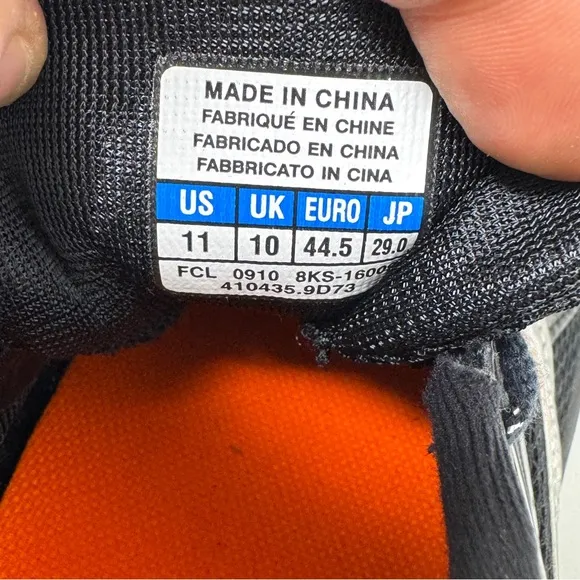 MADE IN CHINA
FABRIQUÉ EN CHINE
FABRICADO EN CHINA
FABBRICATO IN CINA
US UK EURO JP
11 10 44.5 29.0
FCL 0910
410435.9D73